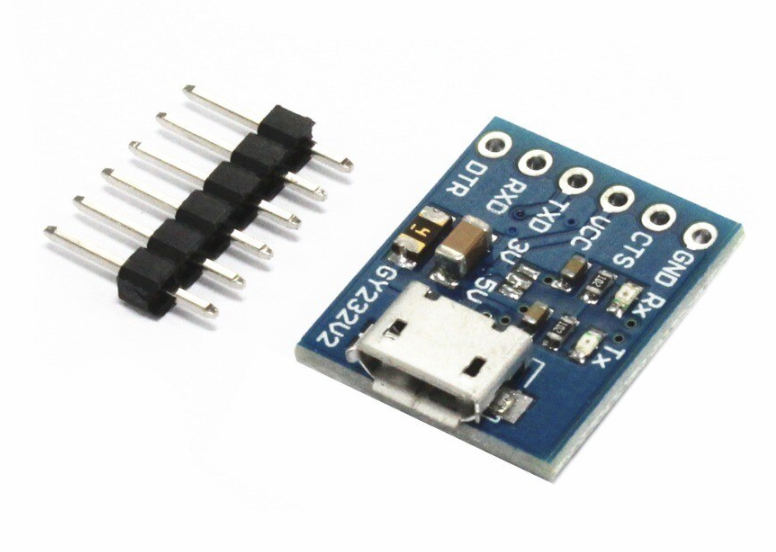 DTR
RXD
TXD
VCC
CTS
GND
3V
5V
Rx
Tx
GY232V2